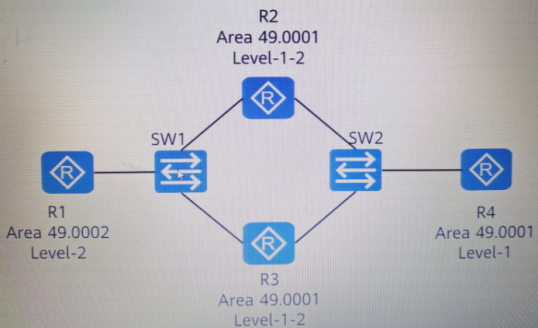 R2
Area 49.0001
Level-1-2
R
SW1
SW2
R
R
R1
Area 49.0002
Level-2
R4
Area 49.0001
Level-1
R
R3
Area 49.0001
Level-1-2